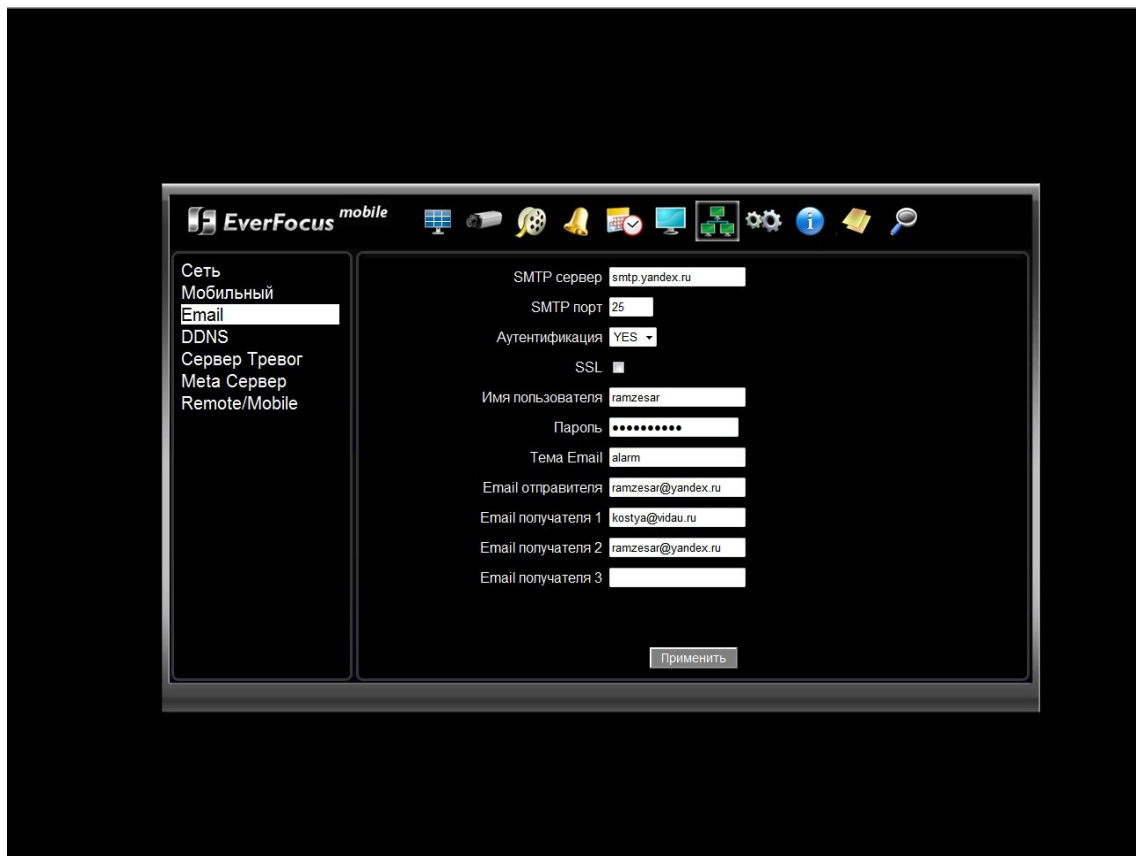 EverFocus mobile
Сеть
Мобильный
Email
DDNS
Сервер Тревог
Мета Сервер
Remote/Mobile
SMTP сервер smtp.yandex.ru
SMTP порт 25
Аутентификация YES
SSL
Имя пользователя ramzesar
Пароль ••••••••••
Тема Email alarm
Email отправителя ramzesar@yandex.ru
Email получателя 1 kostya@vidau.ru
Email получателя 2 ramzesar@yandex.ru
Email получателя 3
Применить